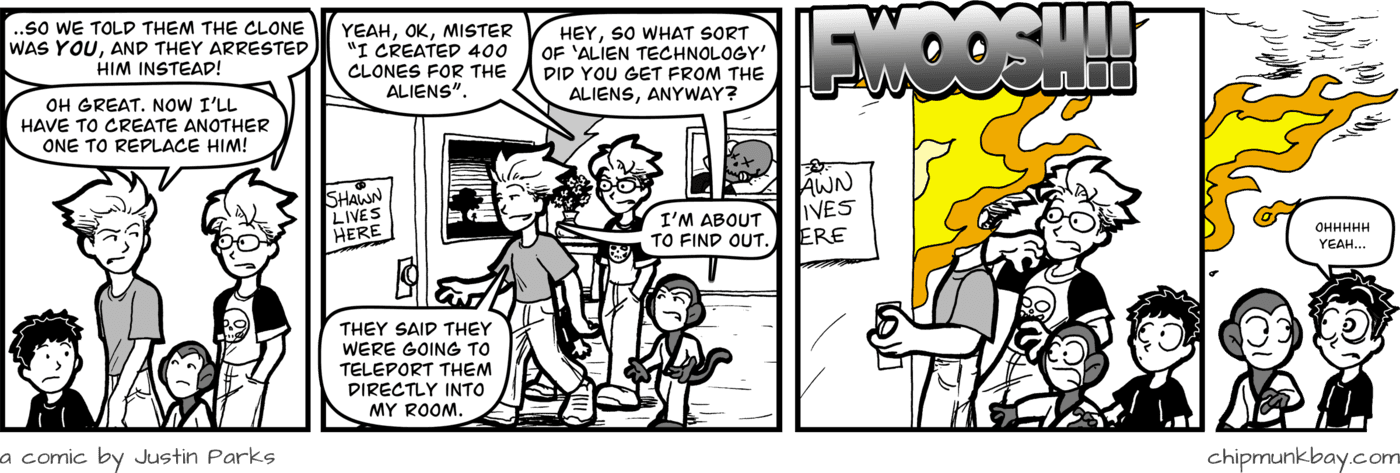 ..SO WE TOLD THEM THE CLONE
WAS YOU, AND THEY ARRESTED
HIM INSTEAD!
OH GREAT. NOW I'LL
HAVE TO CREATE ANOTHER
ONE TO REPLACE HIM!
YEAH, OK, MISTER
"I CREATED 400
CLONES FOR THE
ALIENS".
HEY, SO WHAT SORT
OF 'ALIEN TECHNOLOGY'
DID YOU GET FROM THE
ALIENS, ANYWAY?
SHAWN
LIVES
HERE
I'M ABOUT
TO FIND OUT.
THEY SAID THEY
WERE GOING TO
TELEPORT THEM
DIRECTLY INTO
MY ROOM.
FWOOSH!!
AWN
IVES
ERE
OHHHHH
YEAH...
a comic by Justin Parks
chipmunkbay.com